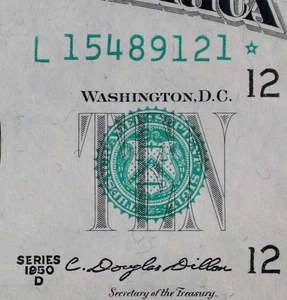 L 15489121 ☆
12
WASHINGTON, D.C.
TEN
SERIES
1950
D
C. Douglas Dillon
12
Secretary of the Treasury.